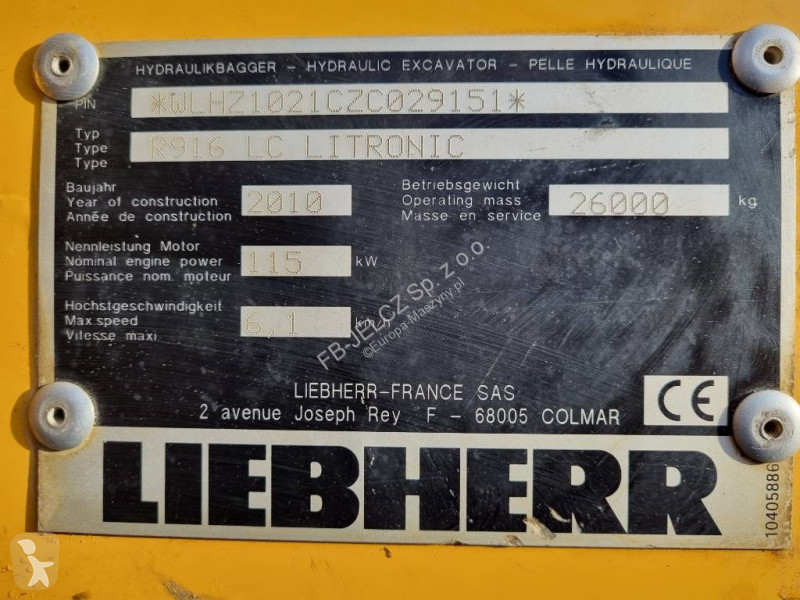 HYDRAULIKBAGGER - HYDRAULIC EXCAVATOR - PELLE HYDRAULIQUE
PIN *WLHZ1021CZC029151*
Typ
Type
Type
R916 LC LITRONIC
Baujahr
Year of construction
Année de construction
2010
Betriebsgewicht
Operating mass
Masse en service
26000 kg
Nennleistung Motor
Nominal engine power
Puissance nom. moteur
115 kW
Hochstgeschwindigkeit
Max.speed
Vitesse maxi
6,1 km/h
FB-JELCZ Sp. z o.o.
©Europa-Maszyny.pl
LIEBHERR-FRANCE SAS
2 avenue Joseph Rey F - 68005 COLMAR
CE
LIEBHERR
10405886